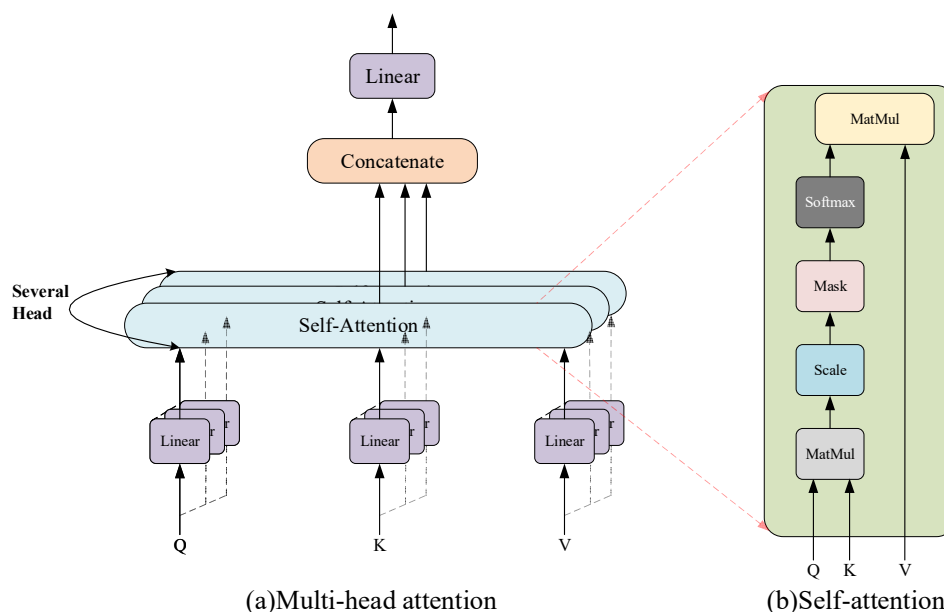 Linear
Concatenate
Several
Head
Self-Attention
Linear
Linear
Linear
Q
K
V
(a)Multi-head attention
MatMul
Softmax
Mask
Scale
MatMul
Q
K
V
(b)Self-attention